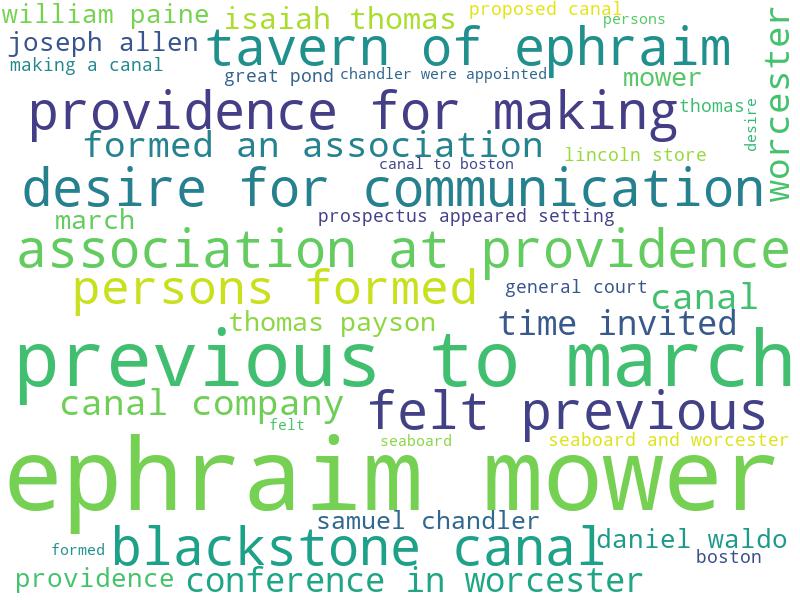 william paine isaiah thomas proposed canal
persons
joseph allen tavern of ephraim
making a canal great pond chandler were appointed mower
worcester
providence for making thomas
desire
formed an association lincoln store
canal to boston
desire for communication
march prospectus appeared setting
association at providence
persons formed general court canal
thomas payson time invited
previous to march
canal company felt previous
felt seaboard seaboard and worcester
ephraim mower
samuel chandler
formed blackstone canal daniel waldo
boston
providence conference in worcester